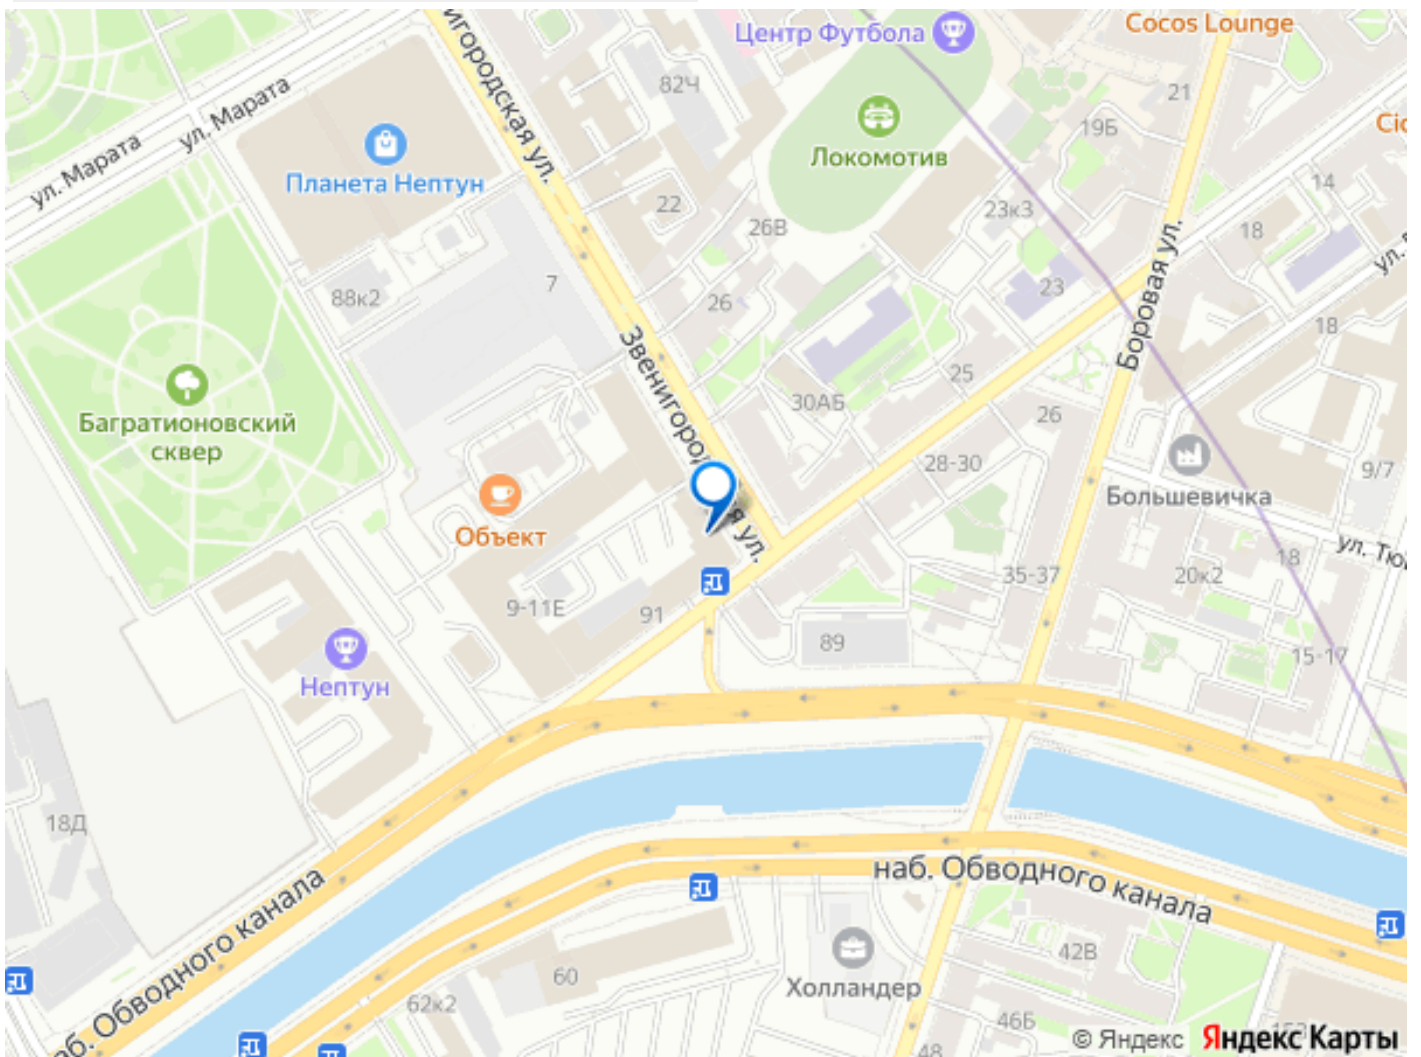 Центр Футбола
Cocos Lounge
игородская ул.
82Ч
21
ул. Марата
ул. Марата
19Б
Планета Нептун
Локомотив
14
22
26В
23к3
18
Боровая ул.
88к2
7
26
23
18
Звенигородская ул.
Багратионовский
сквер
30АБ
25
26
28-30
9/7
Большевичка
Объект
ул. Тю
18
20к2
35-37
9-11Е
91
89
15-17
Нептун
18Д
наб. Обводного канала
наб. Обводного канала
60
62к2
Холландер
42В
46Б
48
© Яндекс Яндекс Карты